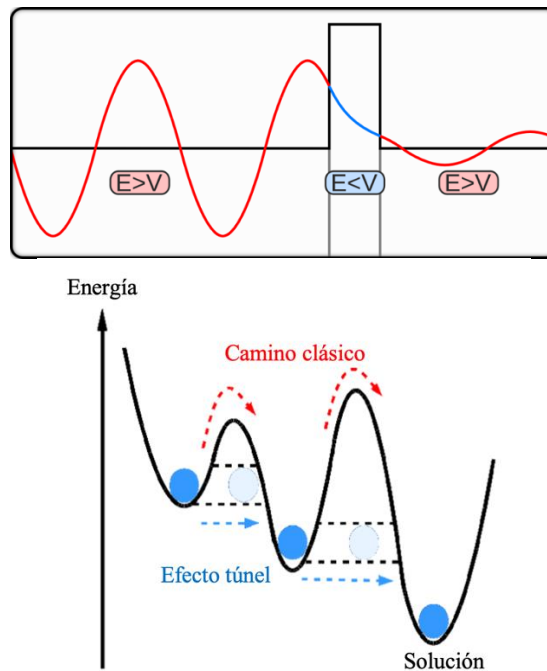 E>V
E<V
E>V
Energía
Camino clásico
Efecto túnel
Solución